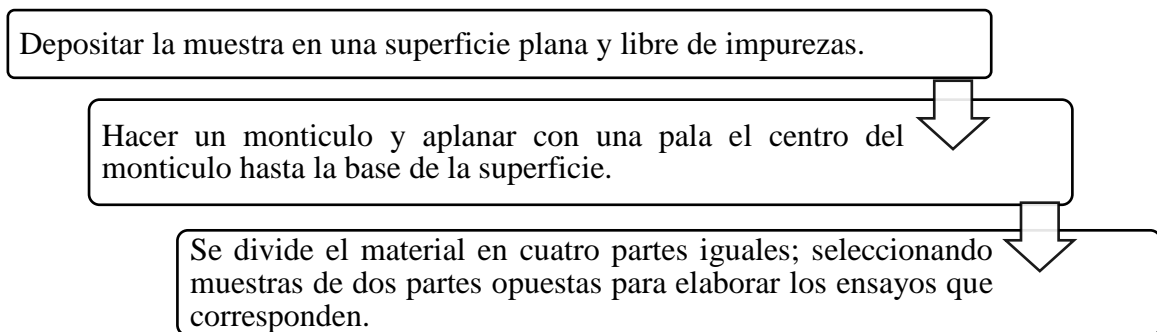 Depositar la muestra en una superficie plana y libre de impurezas.
Hacer un monticulo y aplanar con una pala el centro del
monticulo hasta la base de la superficie.
Se divide el material en cuatro partes iguales; seleccionando
muestras de dos partes opuestas para elaborar los ensayos que
corresponden.